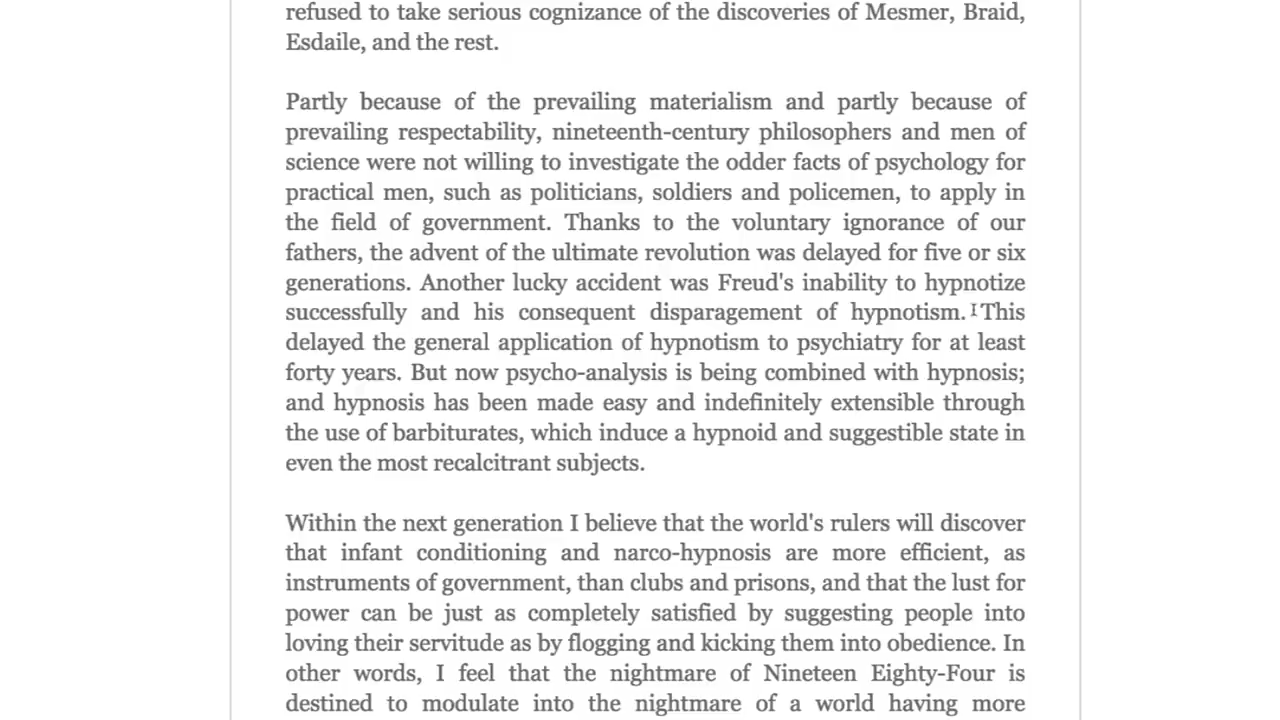 refused to take serious cognizance of the discoveries of Mesmer, Braid,
Esdaile, and the rest.
Partly because of the prevailing materialism and partly because of
prevailing respectability, nineteenth-century philosophers and men of
science were not willing to investigate the odder facts of psychology for
practical men, such as politicians, soldiers and policemen, to apply in
the field of government. Thanks to the voluntary ignorance of our
fathers, the advent of the ultimate revolution was delayed for five or six
generations. Another lucky accident was Freud's inability to hypnotize
successfully and his consequent disparagement of hypnotism. This
delayed the general application of hypnotism to psychiatry for at least
forty years. But now psycho-analysis is being combined with hypnosis;
and hypnosis has been made easy and indefinitely extensible through
the use of barbiturates, which induce a hypnoid and suggestible state in
even the most recalcitrant subjects.
Within the next generation I believe that the world's rulers will discover
that infant conditioning and narco-hypnosis are more efficient, as
instruments of government, than clubs and prisons, and that the lust for
power can be just as completely satisfied by suggesting people into
loving their servitude as by flogging and kicking them into obedience. In
other words, I feel that the nightmare of Nineteen Eighty-Four is
destined to modulate into the nightmare of a world having more